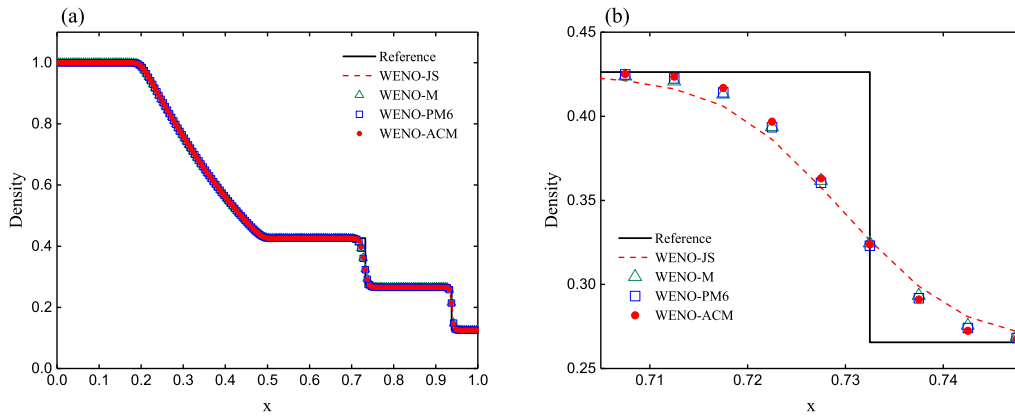 (a)
Density
1.0
0.8
0.6
0.4
0.2
0.0
0.0 0.1 0.2 0.3 0.4 0.5 0.6 0.7 0.8 0.9 1.0
x
Reference
WENO-JS
WENO-M
WENO-PM6
WENO-ACM
(b)
Density
0.45
0.40
0.35
0.30
0.25
0.71 0.72 0.73 0.74
x
Reference
WENO-JS
WENO-M
WENO-PM6
WENO-ACM